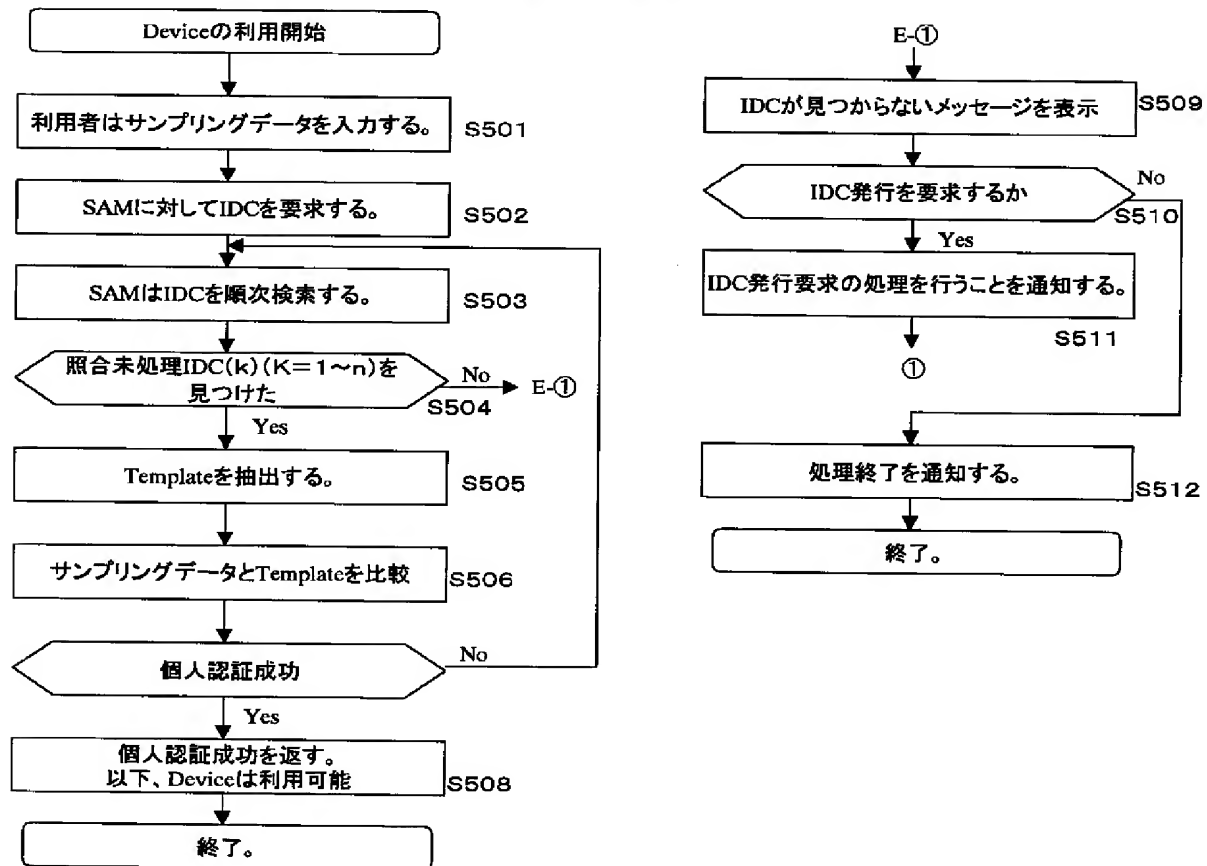 Deviceの利用開始
利用者はサンプリングデータを入力する。
S501
SAMに対してIDCを要求する。
S502
SAMはIDCを順次検索する。
S503
照合未処理IDC(k)(K=1~n)を
見つけた
No
E-①
S504
Yes
Templateを抽出する。
S505
サンプリングデータとTemplateを比較
S506
個人認証成功
No
Yes
個人認証成功を返す。
以下、Deviceは利用可能
S508
終了。
E-①
IDCが見つからないメッセージを表示
S509
IDC発行を要求するか
No
S510
Yes
IDC発行要求の処理を行うことを通知する。
S511
①
処理終了を通知する。
S512
終了。